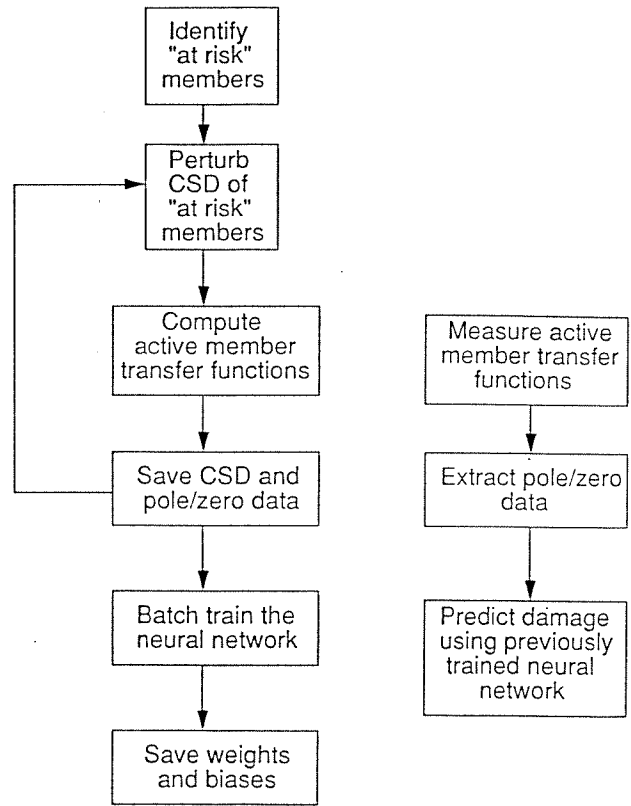 Identify
"at risk"
members
Perturb
CSD of
"at risk"
members
Compute
active member
transfer functions
Save CSD and
pole/zero data
Batch train the
neural network
Save weights
and biases
Measure active
member transfer
functions
Extract pole/zero
data
Predict damage
using previously
trained neural
network